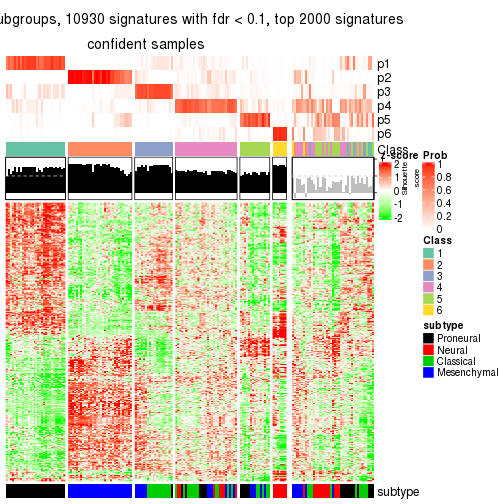 ubgroups, 10930 signatures with fdr < 0.1, top 2000 signatures
confident samples
p1
p2
p3
p4
p5
p6
Class
z-score
2
1
0
-1
-2
Silhouette
score
Prob
1
0.8
0.6
0.4
0.2
0
Class
1
2
3
4
5
6
subtype
Proneural
Neural
Classical
Mesenchymal
subtype